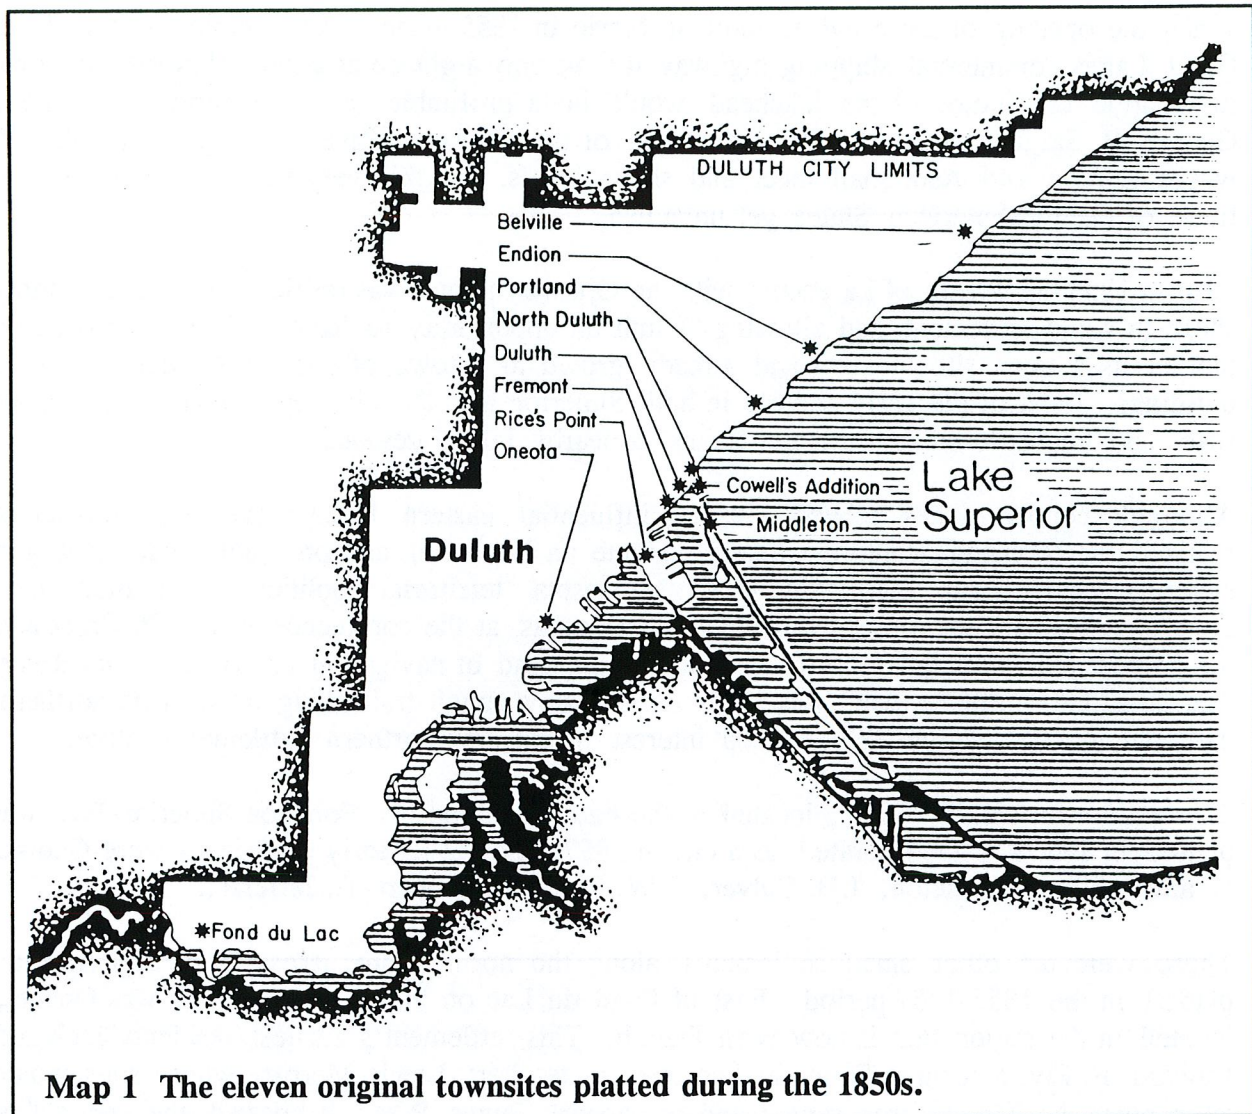 DULUTH CITY LIMITS
Belville
Endion
Portland
North Duluth
Duluth
Fremont
Rice's Point
Oneota
Cowell's Addition
Lake
Superior
Middleton
Duluth
Fond du Lac
Map 1 The eleven original townsites platted during the 1850s.